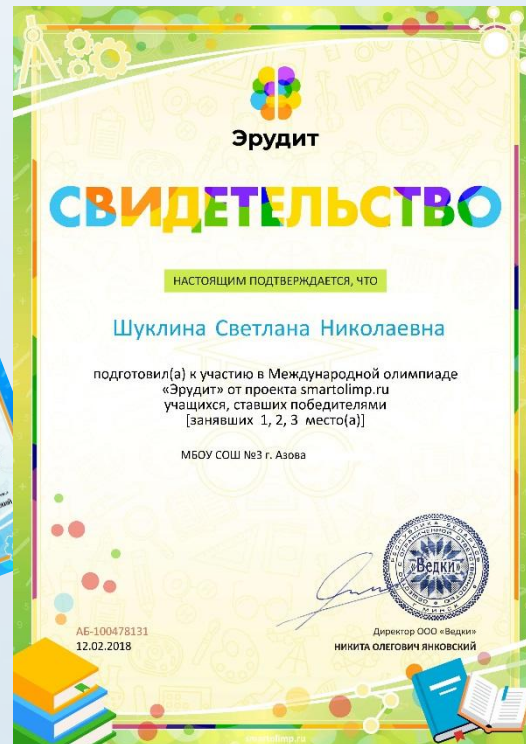 Эрудит
СВИДЕТЕЛЬСТВО
НАСТОЯЩИМ ПОДТВЕРЖДАЕТСЯ, ЧТО
Шуклина Светлана Николаевна
подготовил(а) к участию в Международной олимпиаде
«Эрудит» от проекта smartolimp.ru
учащихся, ставших победителями
[занявших 1, 2, 3 место(а)]
МБОУ СОШ №3 г. Азова
«Ведки»
АБ-100478131
12.02.2018
Директор ООО «Ведки»
НИКИТА ОЛЕГОВИЧ ЯНКОВСКИЙ
smartolimp.ru